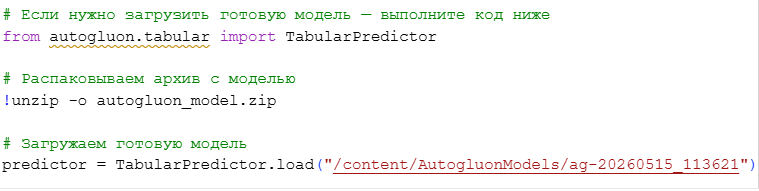 # Если нужно загрузить готовую модель — выполните код ниже
from autogluon.tabular import TabularPredictor
# Распаковываем архив с моделью
!unzip -o autogluon_model.zip
# Загружаем готовую модель
predictor = TabularPredictor.load("/content/AutogluonModels/ag-20260515_113621")